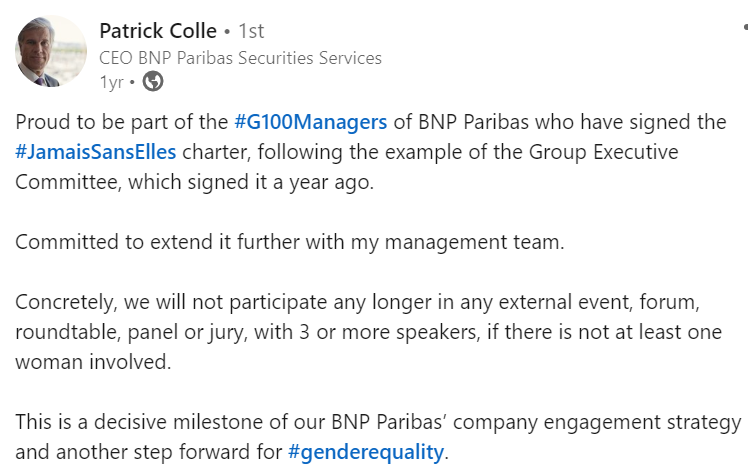 Patrick Colle • 1st
CEO BNP Paribas Securities Services
1yr •
Proud to be part of the #G100Managers of BNP Paribas who have signed the
#JamaisSansElles charter, following the example of the Group Executive
Committee, which signed it a year ago.
Committed to extend it further with my management team.
Concretely, we will not participate any longer in any external event, forum,
roundtable, panel or jury, with 3 or more speakers, if there is not at least one
woman involved.
This is a decisive milestone of our BNP Paribas’ company engagement strategy
and another step forward for #genderequality.